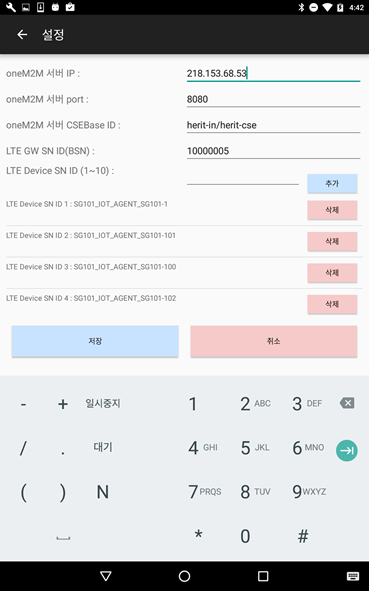 4:42
설정
oneM2M 서버 IP : 218.153.68.53
oneM2M 서버 port : 8080
oneM2M 서버 CSEBase ID : herit-in/herit-cse
LTE GW SN ID(BSN) : 10000005
LTE Device SN ID (1~10) : 추가
LTE Device SN ID 1 : SG101_IOT_AGENT_SG101-1 삭제
LTE Device SN ID 2 : SG101_IOT_AGENT_SG101-101 삭제
LTE Device SN ID 3 : SG101_IOT_AGENT_SG101-100 삭제
LTE Device SN ID 4 : SG101_IOT_AGENT_SG101-102 삭제
저장 취소
- + 일시중지 1 2 ABC 3 DEF
/ . 대기 4 GHI 5 JKL 6 MNO
( ) N 7 PQRS 8 TUV 9 WXYZ
* 0 #